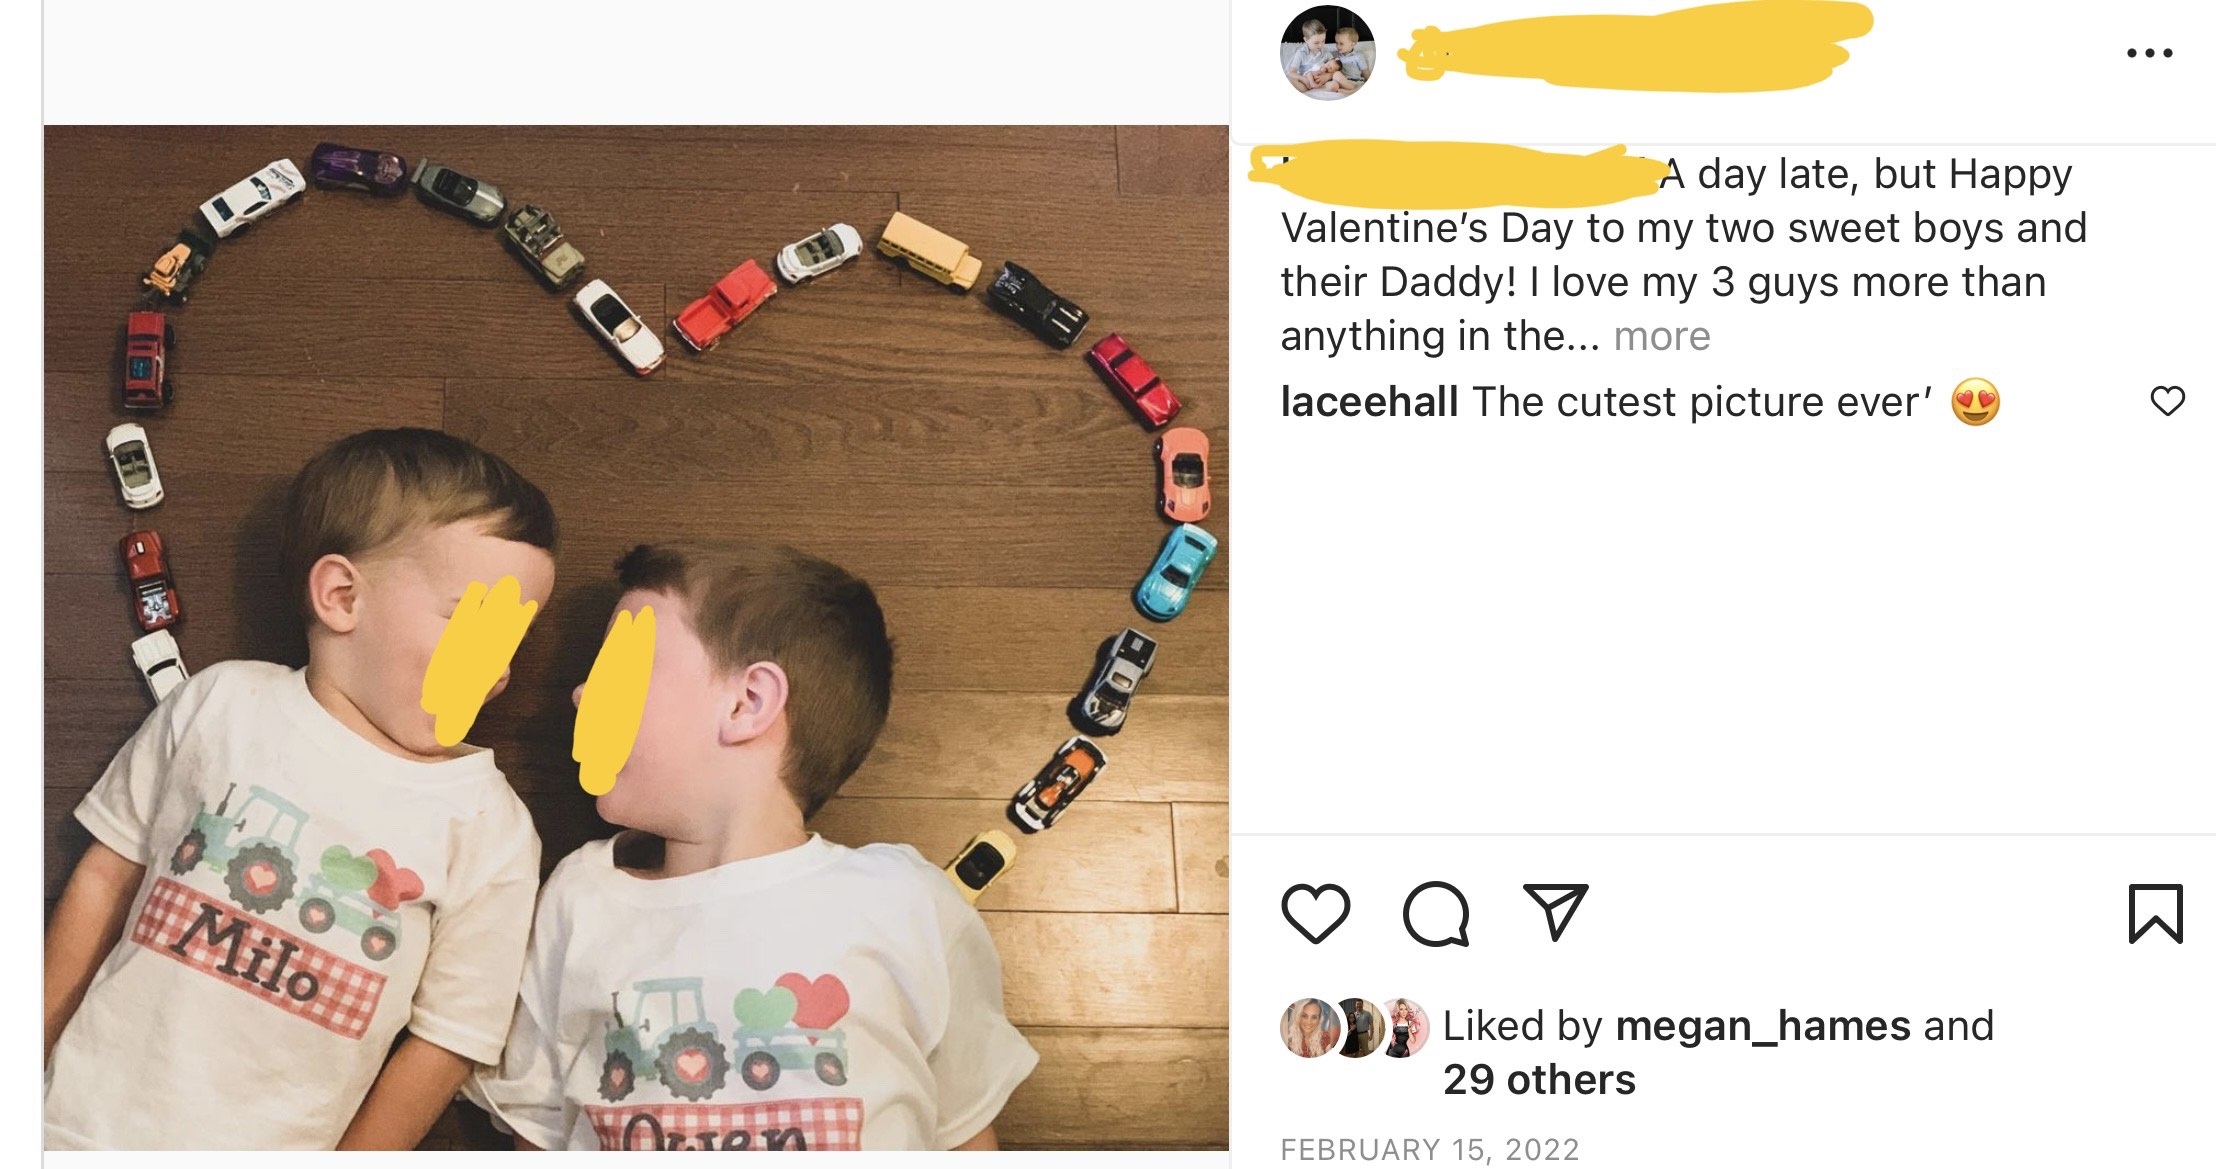 Milo
Owen
A day late, but Happy
Valentine’s Day to my two sweet boys and
their Daddy! I love my 3 guys more than
anything in the... more
laceehall The cutest picture ever’ 😍
Liked by megan_hames and
29 others
FEBRUARY 15, 2022